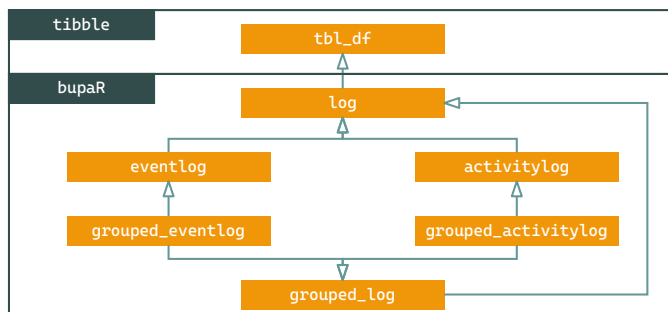 tibble
tbl_df
bupaR
log
eventlog
activitylog
grouped_eventlog
grouped_activitylog
grouped_log